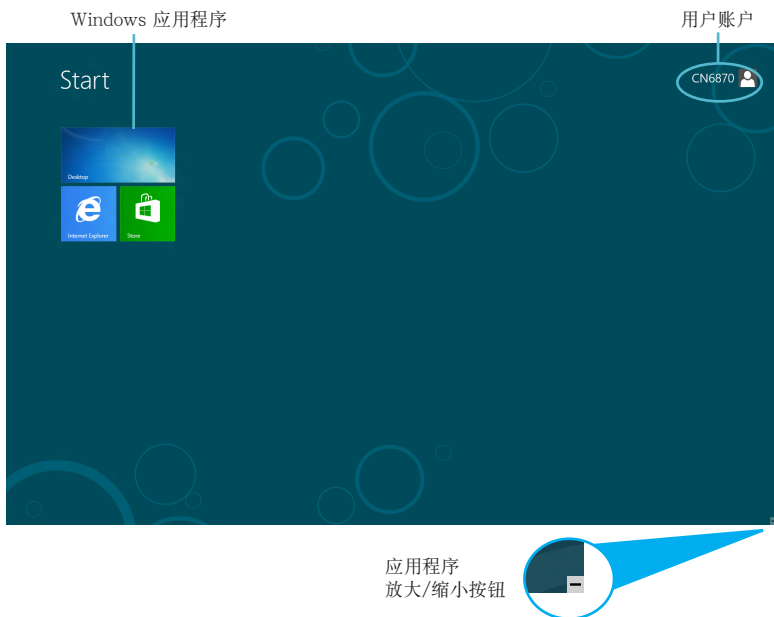 Windows 应用程序
用户账户
Start
CN6870
Desktop
Internet Explorer
Store
应用程序
放大/缩小按钮